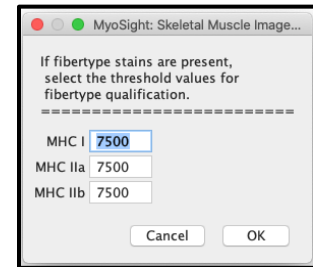 MyoSight: Skeletal Muscle Image...
If fibertype stains are present,
select the threshold values for
fibertype qualification.
==========================
MHC I 7500
MHC IIa 7500
MHC IIb 7500
Cancel OK